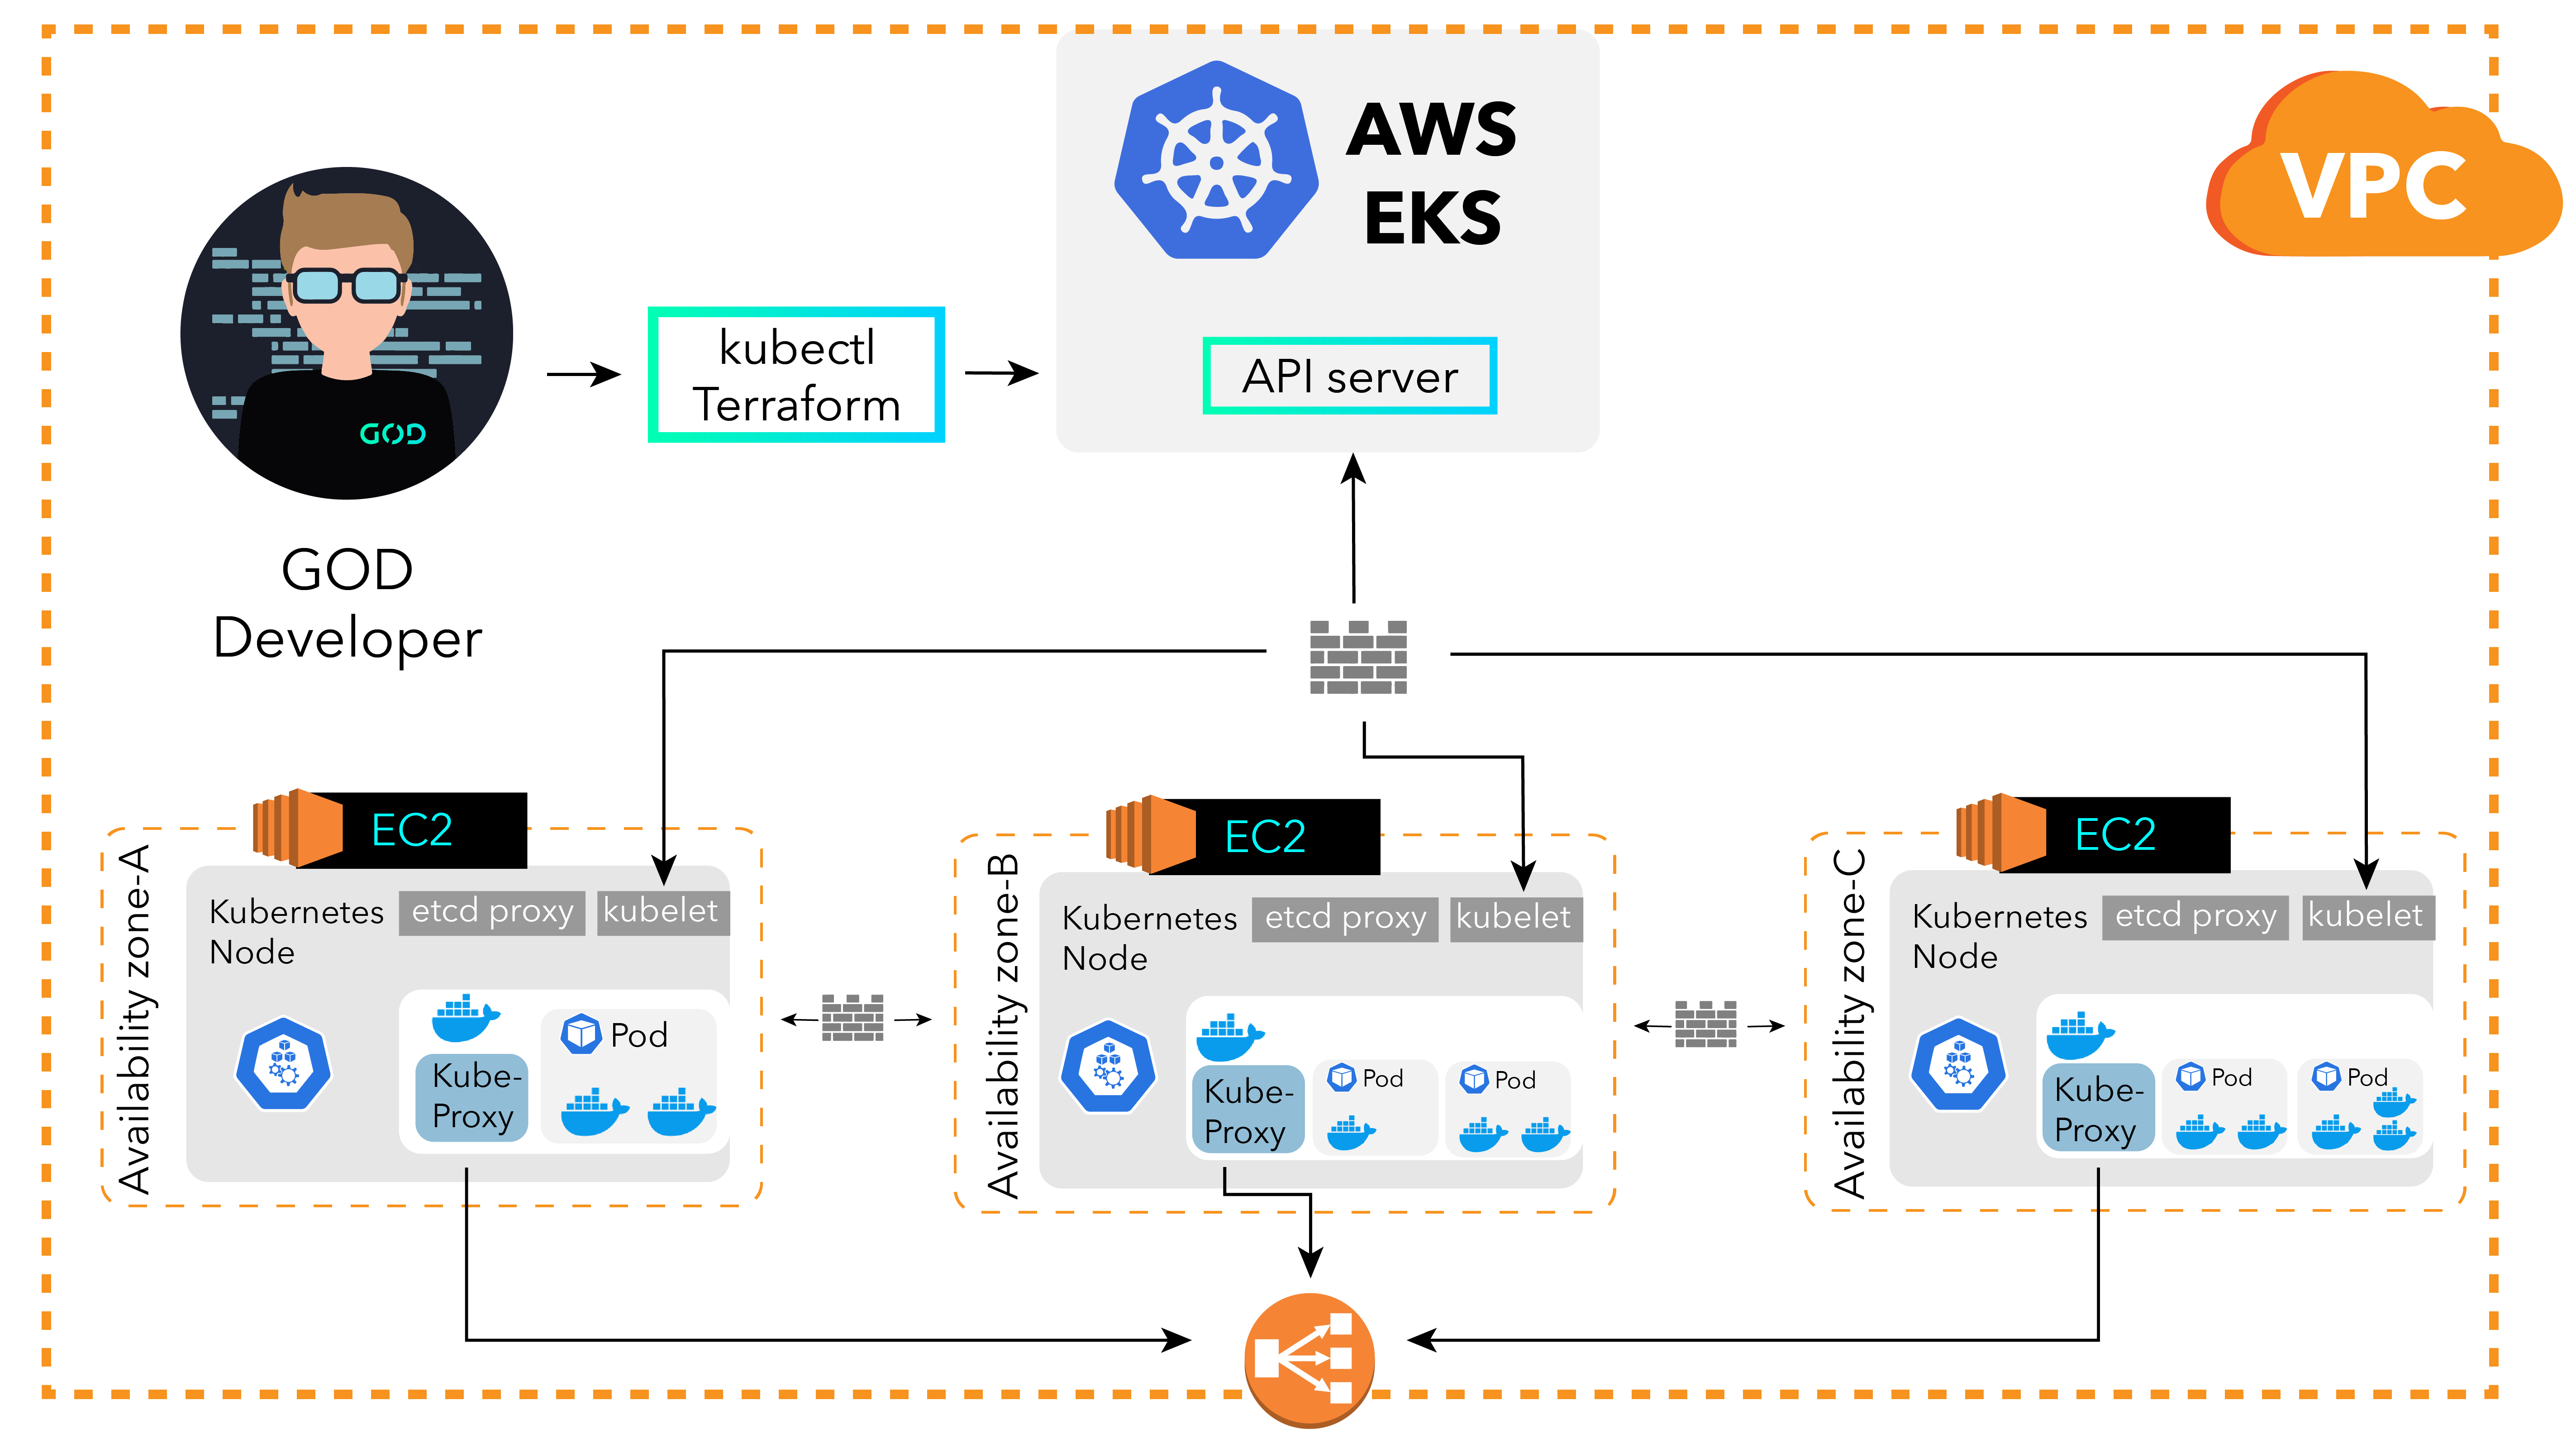 AWS
EKS
VPC
kubectl
Terraform
API server
GOD
GOD
Developer
EC2
EC2
EC2
Availability zone-A
Kubernetes
Node
etcd proxy
kubelet
Pod
Kube-
Proxy
Availability zone-B
Kubernetes
Node
etcd proxy
kubelet
Kube-
Proxy
Pod
Pod
Availability zone-C
Kubernetes
Node
etcd proxy
kubelet
Kube-
Proxy
Pod
Pod